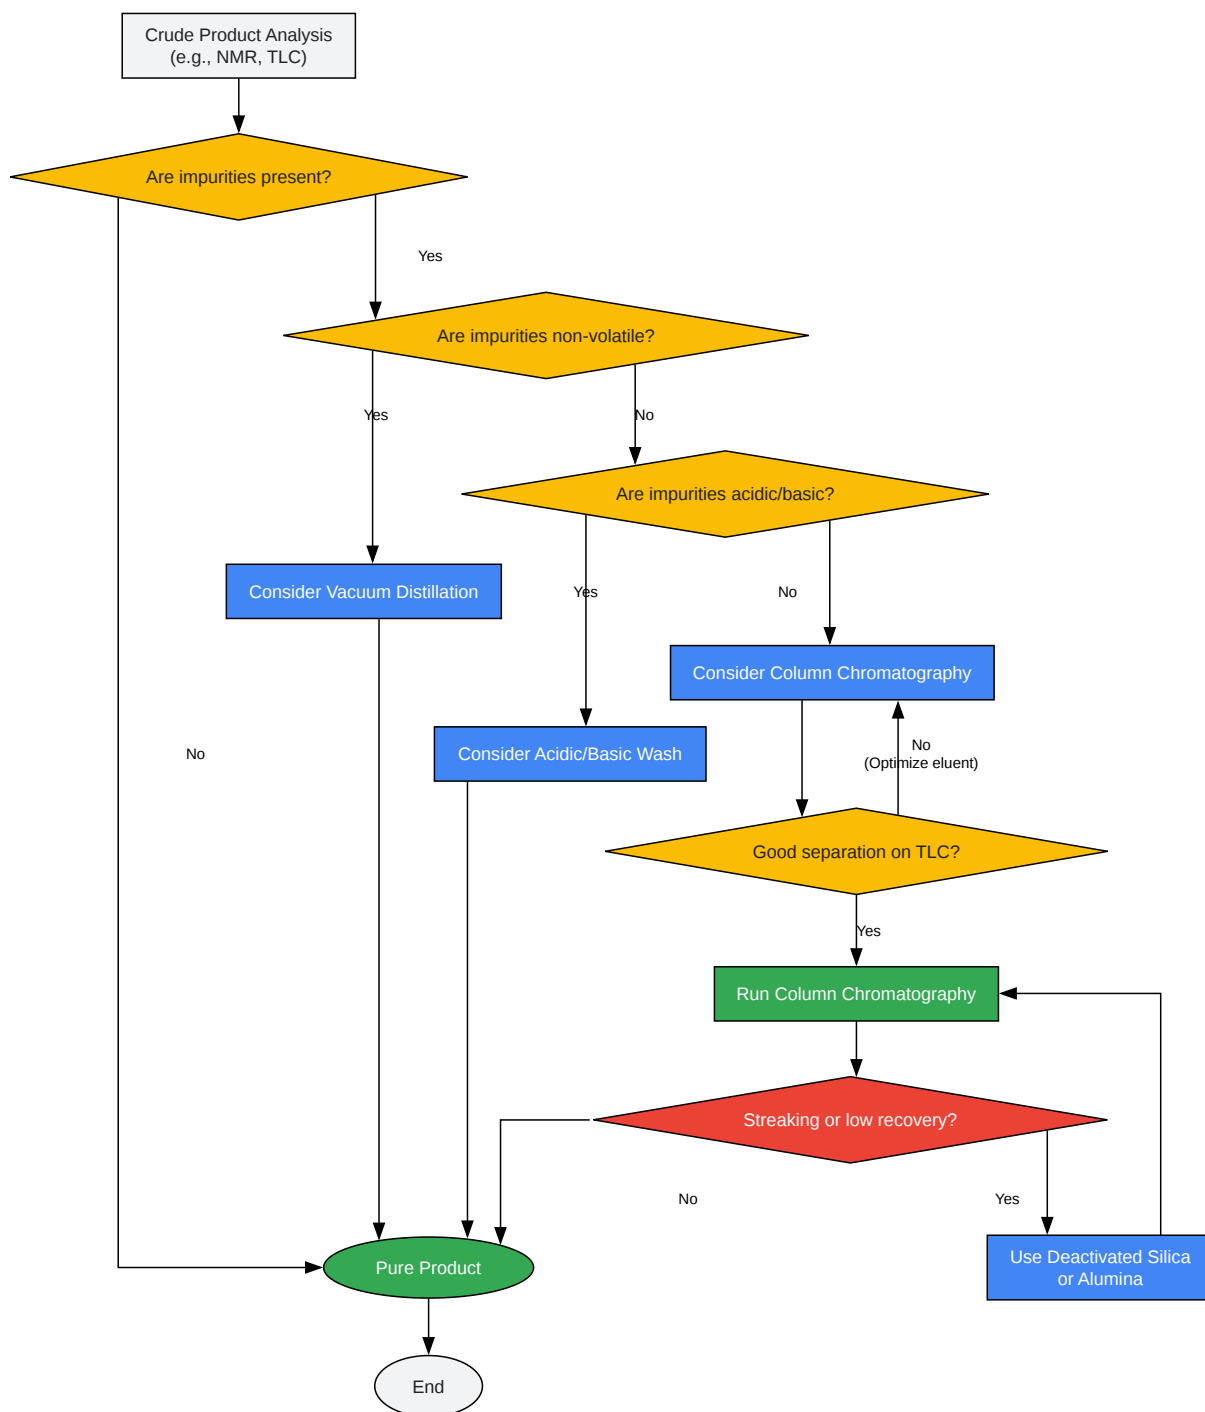 Crude Product Analysis
(e.g., NMR, TLC)
Are impurities present?
Yes
Are impurities non-volatile?
Yes
No
Are impurities acidic/basic?
Consider Vacuum Distillation
Yes
No
Consider Column Chromatography
No
Consider Acidic/Basic Wash
No
(Optimize eluent)
Good separation on TLC?
Yes
Run Column Chromatography
Streaking or low recovery?
No
Yes
Pure Product
Use Deactivated Silica
or Alumina
End